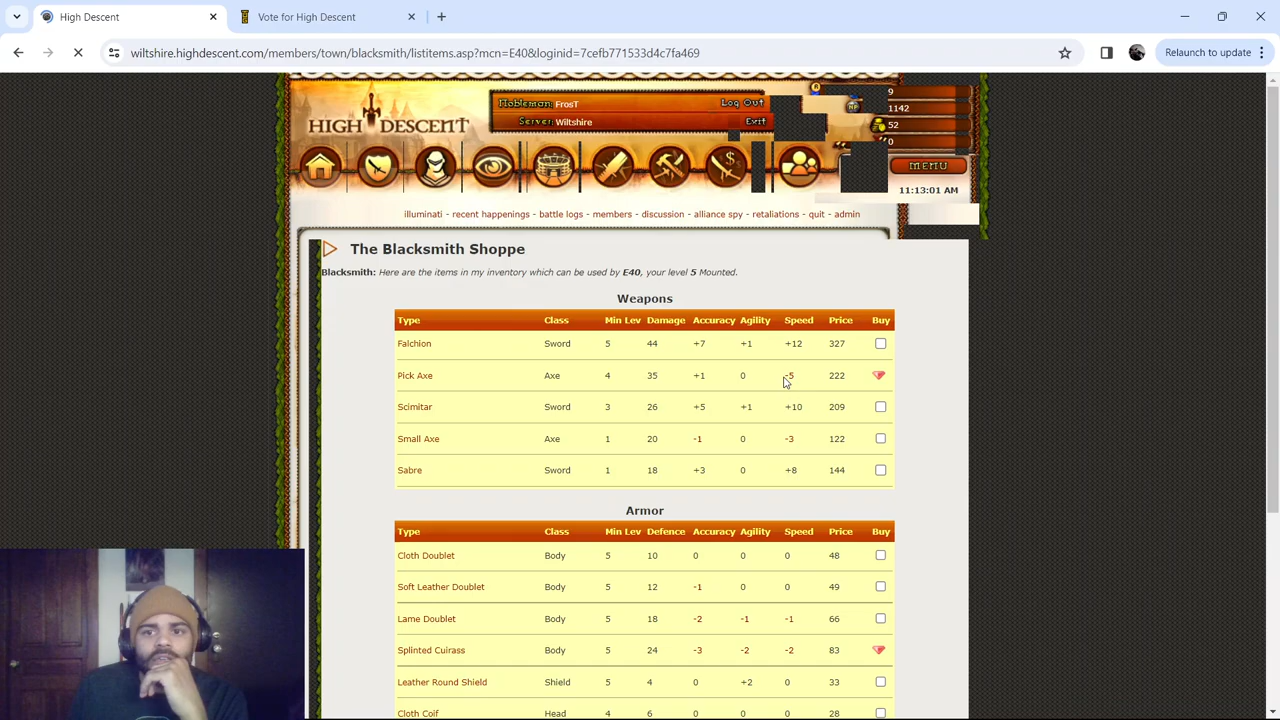 Vote for High Descent
Relaunch to update
wiltshire.highdescent.com/members/town/blacksmith/items.asp?mcn=E40&loginid=7cefb771533d4c7fa469
HIGH DESCENT
Nobleman: FrosT
Log Out
Server: Wiltshire
Exit
9
1142
52
0
MENU
11:13:01 AM
illuminati - recent happenings - battle logs - members - discussion - alliance spy - retaliations - quit - admin
The Blacksmith Shoppe
Blacksmith: Here are the items in my inventory which can be used by E40, your level 5 Mounted.
Weapons
Type Class Min Lev Damage Accuracy Agility Speed Price Buy
Falchion Sword 5 44 +7 +1 +12 327
Pick Axe Axe 4 35 +1 0 -5 222
Scimitar Sword 3 26 +5 +1 +10 209
Small Axe Axe 1 20 -1 0 -3 122
Sabre Sword 1 18 +3 0 +8 144
Armor
Type Class Min Lev Defence Accuracy Agility Speed Price Buy
Cloth Doublet Body 5 10 0 0 0 48
Soft Leather Doublet Body 5 12 -1 0 0 49
Lame Doublet Body 5 18 -2 -1 -1 66
Splinted Cuirass Body 5 24 -3 -2 -2 83
Leather Round Shield Shield 5 4 0 +2 0 33
Cloth Coif Head 4 6 0 0 0 28